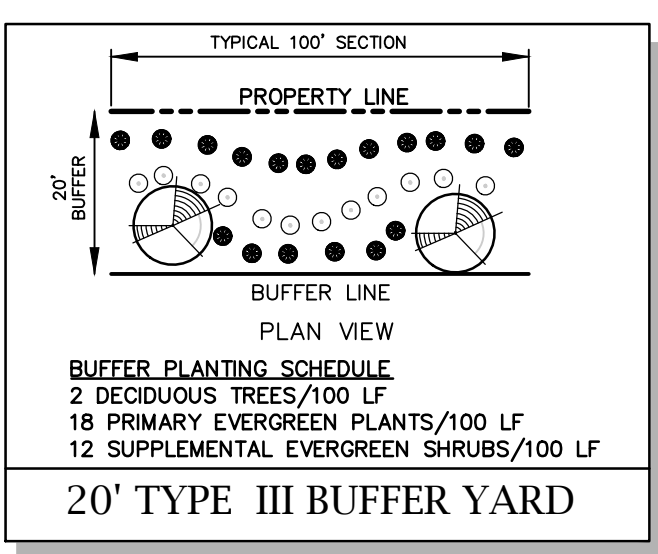 TYPICAL 100' SECTION
PROPERTY LINE
20'
BUFFER
BUFFER LINE
PLAN VIEW
BUFFER PLANTING SCHEDULE
2 DECIDUOUS TREES/100 LF
18 PRIMARY EVERGREEN PLANTS/100 LF
12 SUPPLEMENTAL EVERGREEN SHRUBS/100 LF
20' TYPE III BUFFER YARD